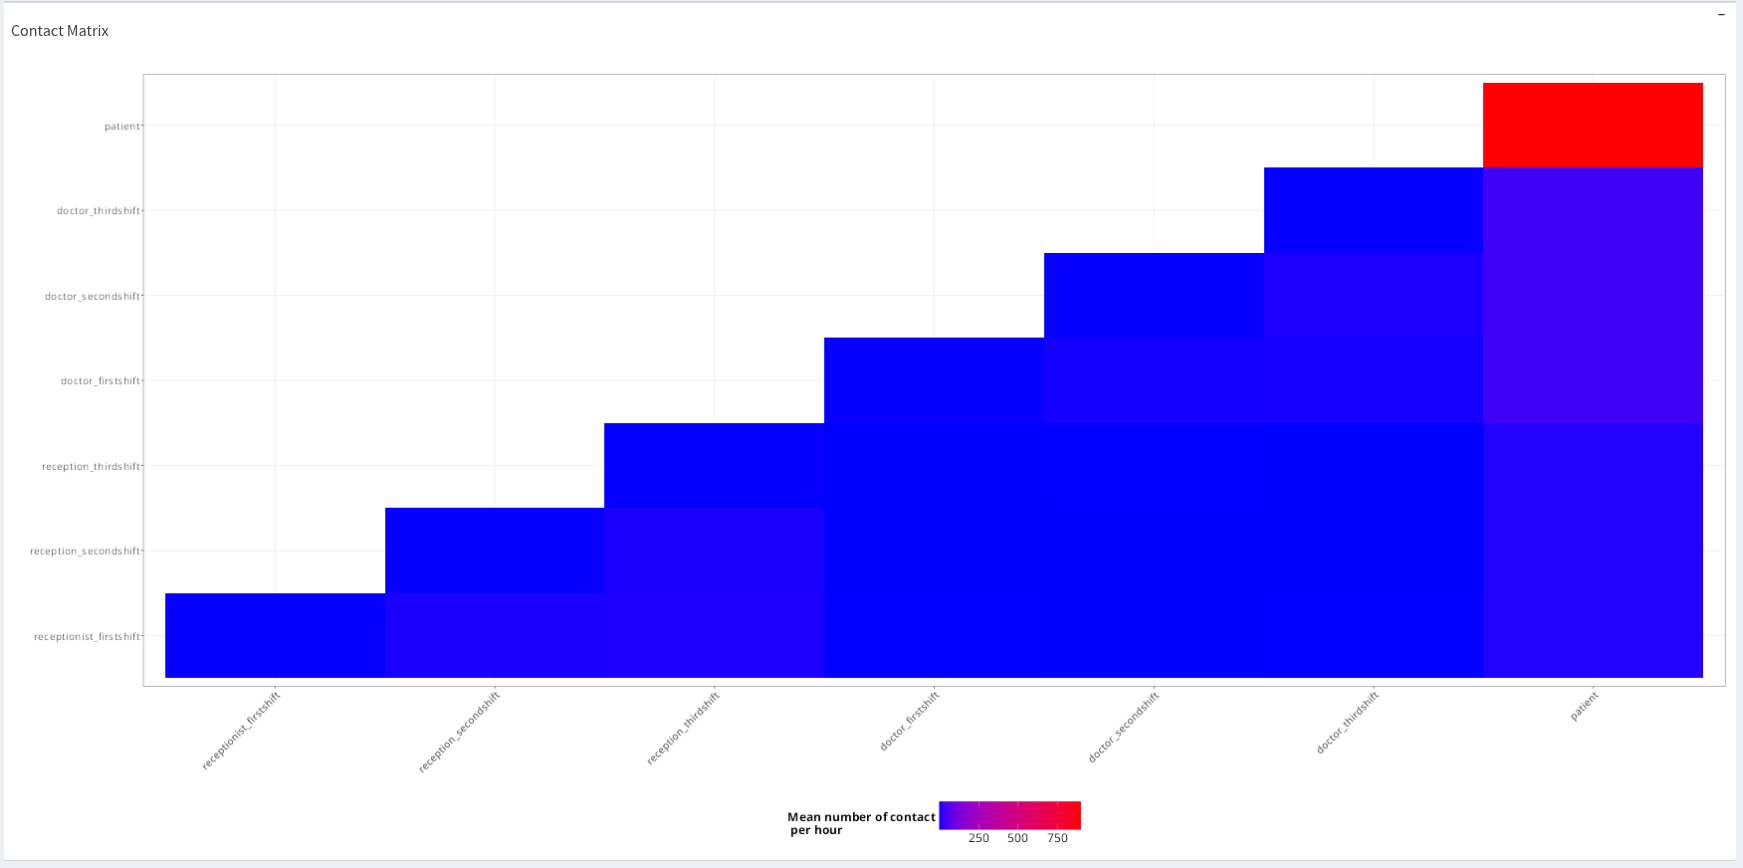 –
Contact Matrix
patient
doctor_thirdshift
doctor_secondshift
doctor_firstshift
reception_thirdshift
reception_secondshift
receptionist_firstshift
receptionist_firstshift
reception_secondshift
reception_thirdshift
doctor_firstshift
doctor_secondshift
doctor_thirdshift
patient
Mean number of contact
per hour
250 500 750